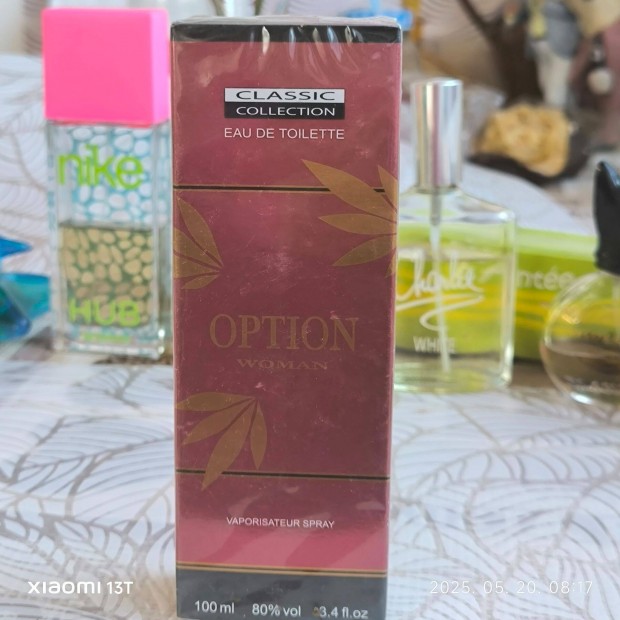 CLASSIC
COLLECTION
EAU DE TOILETTE
nike
OPTION
WOMAN
HUB
Charlie
WHITE
VAPORISATEUR SPRAY
100 ml 80% vol 3.4 fl.oz
XIAOMI 13T
2025. 05. 20. 08:17